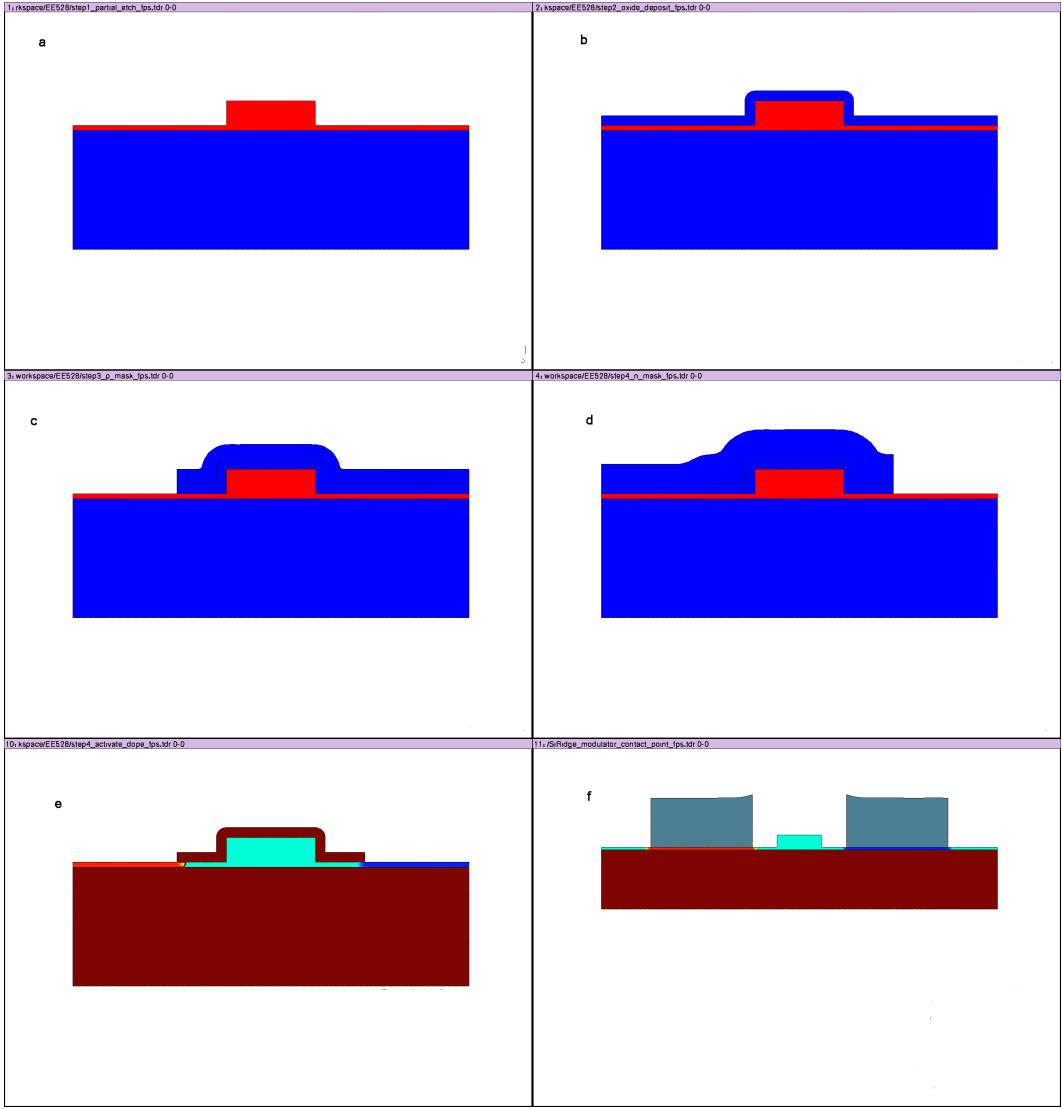 1: rkspace/EE528/step1_partial_etch_fps.tdr 0-0
a
2: kspace/EE528/step2_oxide_deposit_fps.tdr 0-0
b
3: workspace/EE528/step3_p_mask_fps.tdr 0-0
c
4: workspace/EE528/step4_n_mask_fps.tdr 0-0
d
10: kspace/EE528/step4_activate_dope_fps.tdr 0-0
e
11: /SiRidge_modulator_contact_point_fps.tdr 0-0
f